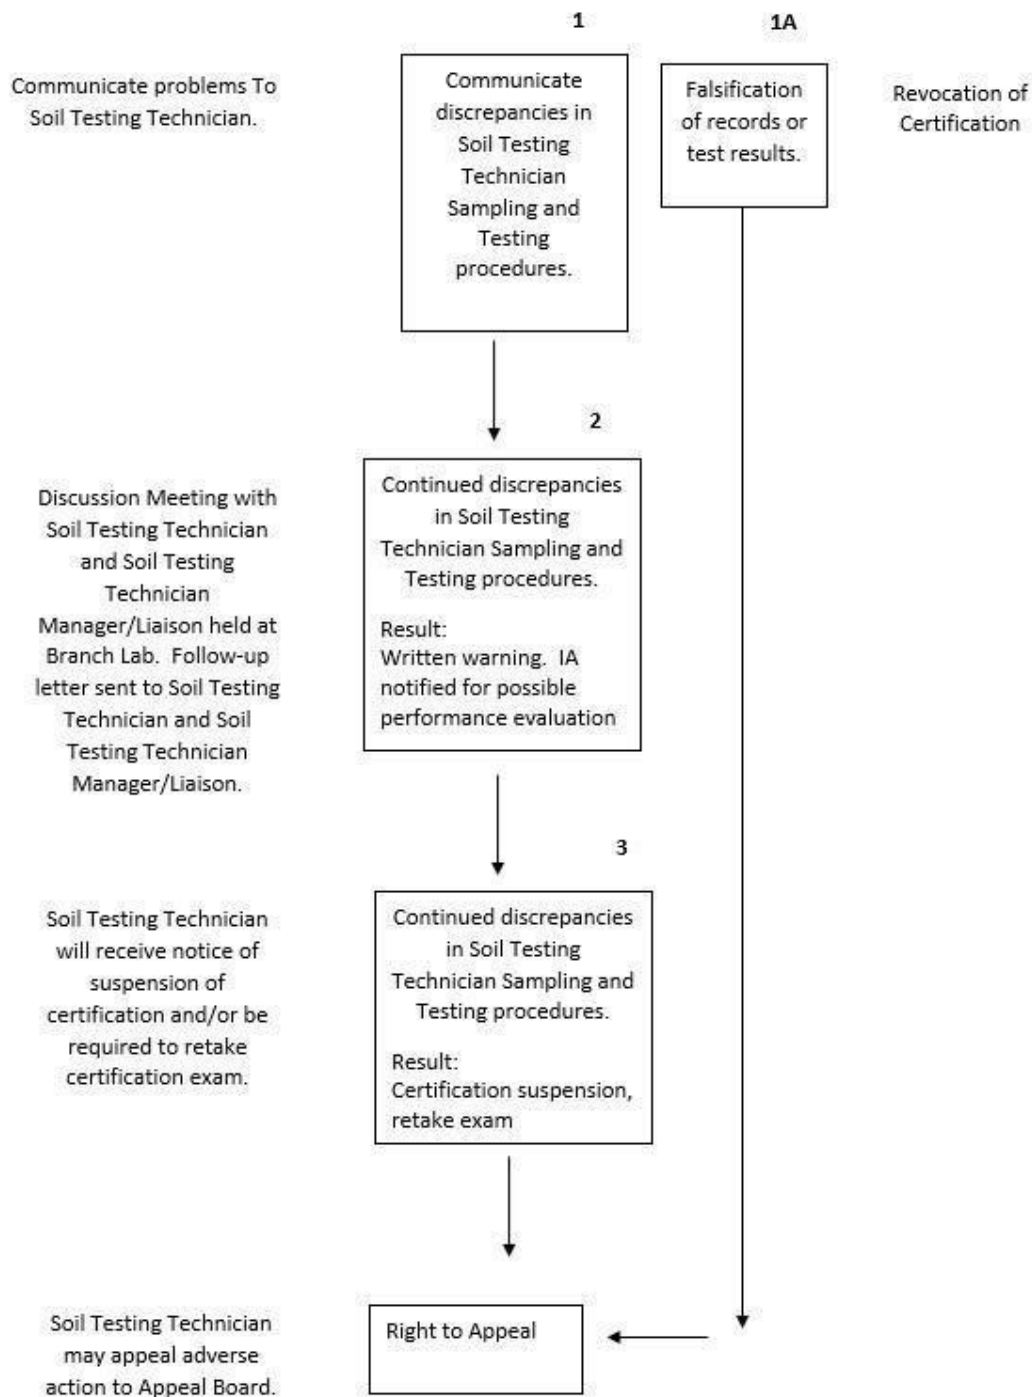 1
1A
Communicate problems To
Soil Testing Technician.
Communicate
discrepancies in
Soil Testing
Technician
Sampling and
Testing
procedures.
Falsification
of records or
test results.
Revocation of
Certification
2
Discussion Meeting with
Soil Testing Technician
and Soil Testing
Technician
Manager/Liaison held at
Branch Lab.  Follow-up
letter sent to Soil Testing
Technician and Soil
Testing Technician
Manager/Liaison.
Continued discrepancies
in Soil Testing
Technician Sampling and
Testing procedures.
Result:
Written warning.  IA
notified for possible
performance evaluation
3
Soil Testing Technician
will receive notice of
suspension of
certification and/or be
required to retake
certification exam.
Continued discrepancies
in Soil Testing
Technician Sampling and
Testing procedures.
Result:
Certification suspension,
retake exam
Soil Testing Technician
may appeal adverse
action to Appeal Board.
Right to Appeal